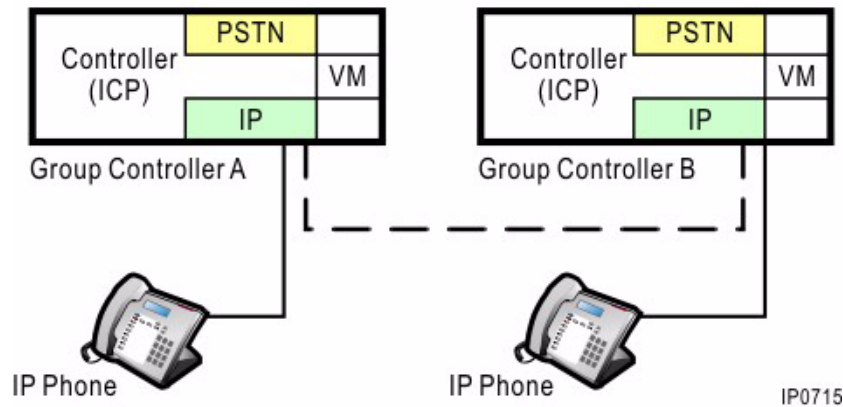 PSTN
Controller
(ICP)
VM
IP
Group Controller A
PSTN
Controller
(ICP)
VM
IP
Group Controller B
IP Phone
IP Phone
IP0715